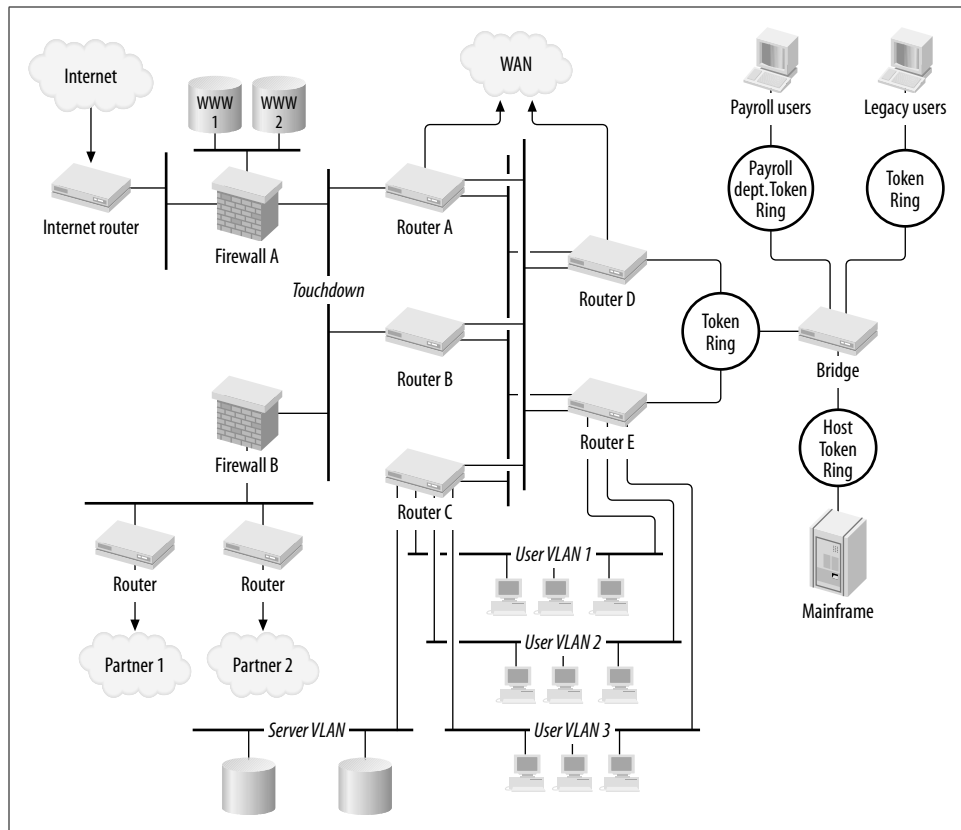 Internet
WWW
1
WWW
2
Internet router
Firewall A
Touchdown
Firewall B
Router
Router
Partner 1
Partner 2
WAN
Router A
Router B
Router C
Router D
Router E
Payroll users
Legacy users
Payroll
dept.Token
Ring
Token
Ring
Token
Ring
Bridge
Host
Token
Ring
Mainframe
User VLAN 1
User VLAN 2
User VLAN 3
Server VLAN